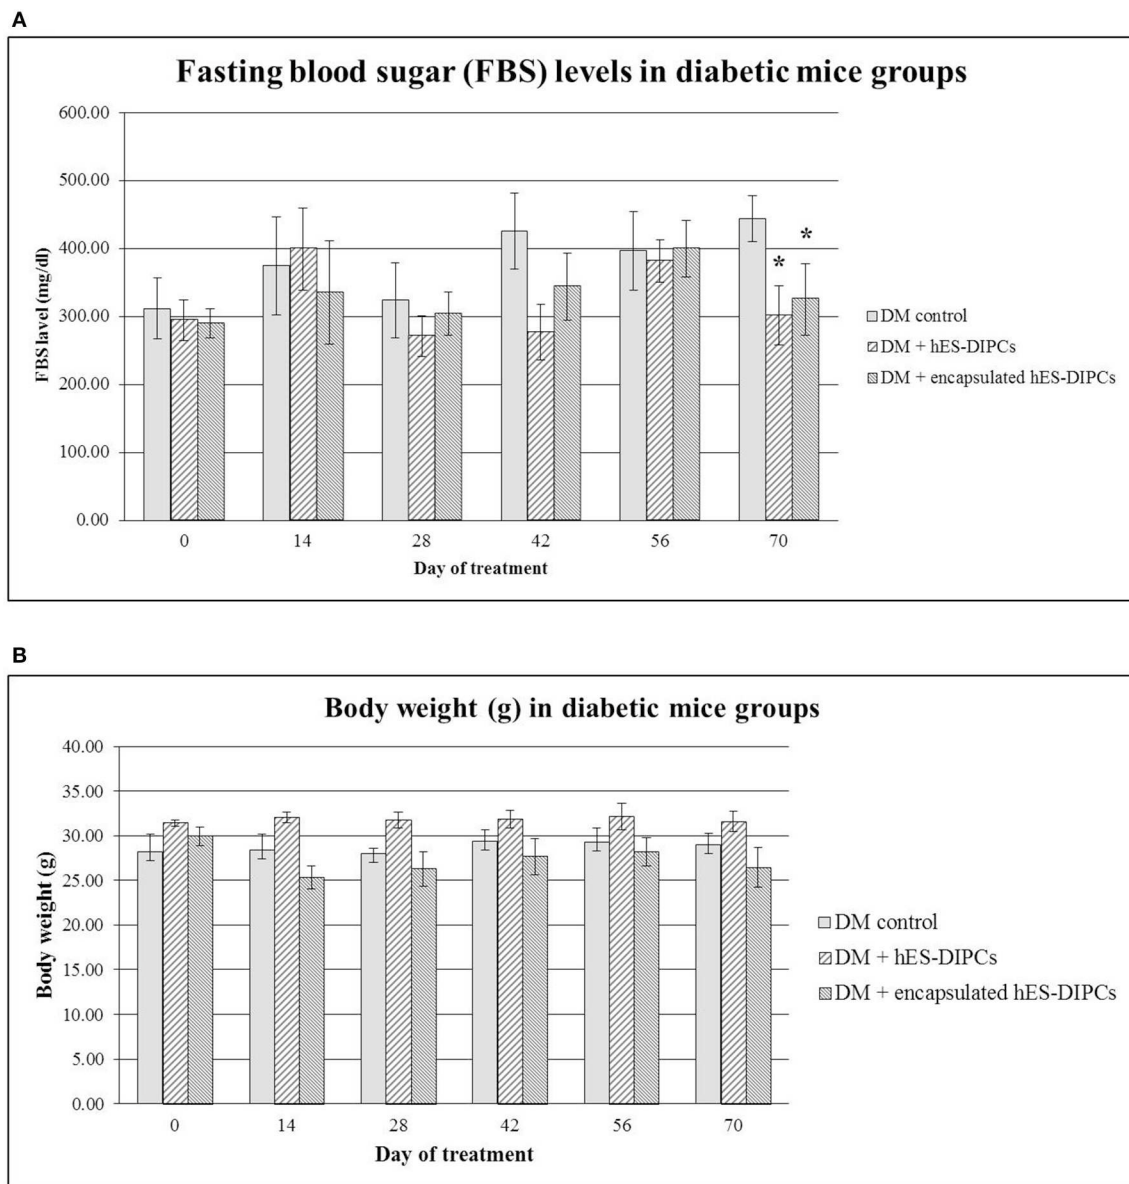 A
Fasting blood sugar (FBS) levels in diabetic mice groups
600.00
500.00
400.00
300.00
200.00
100.00
0.00
FBS lavel (mg/dl)
* *
0 14 28 42 56 70
Day of treatment
DM control
DM + hES-DIPCs
DM + encapsulated hES-DIPCs
B
Body weight (g) in diabetic mice groups
40.00
35.00
30.00
25.00
20.00
15.00
10.00
5.00
0.00
Body weight (g)
0 14 28 42 56 70
Day of treatment
DM control
DM + hES-DIPCs
DM + encapsulated hES-DIPCs